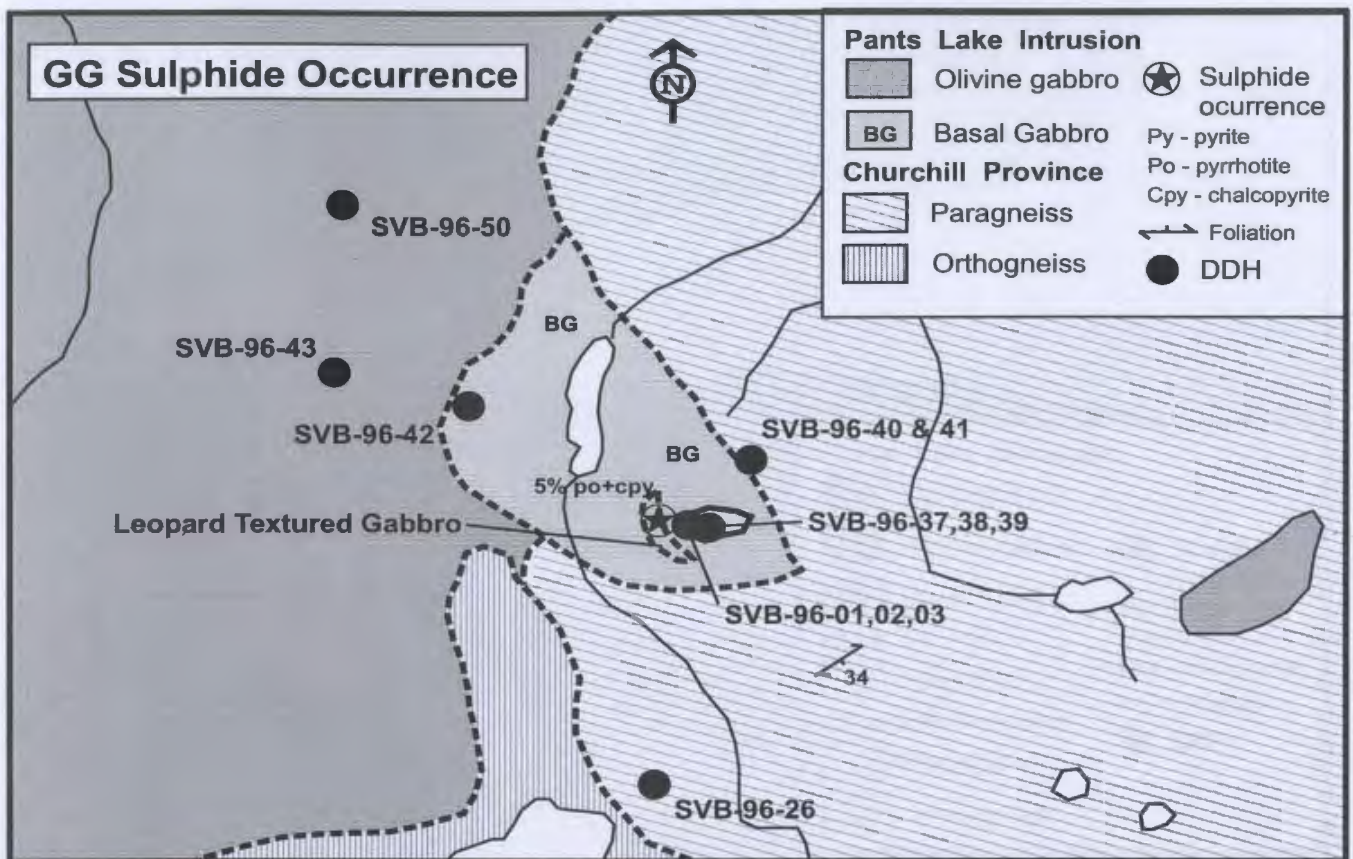 GG Sulphide Occurrence
N
Pants Lake Intrusion
Olivine gabbro
BG Basal Gabbro
Churchill Province
Paragneiss
Orthogneiss
Sulphide
ocurrence
Py - pyrite
Po - pyrrhotite
Cpy - chalcopyrite
Foliation
DDH
SVB-96-50
BG
SVB-96-43
SVB-96-42
SVB-96-40 & 41
BG
5% po+cpy
Leopard Textured Gabbro
SVB-96-37,38,39
SVB-96-01,02,03
34
SVB-96-26